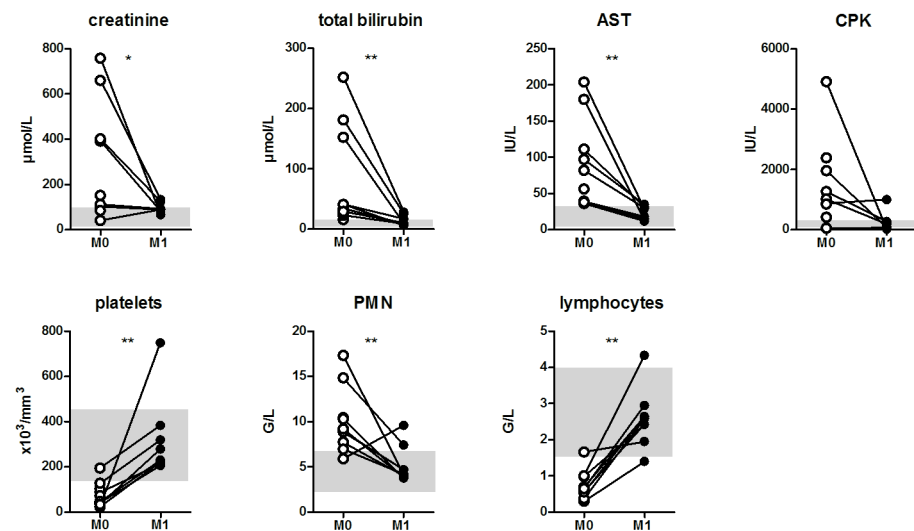 creatinine
*
µmol/L
800
600
400
200
0
M0 M1
total bilirubin
**
µmol/L
300
200
100
0
M0 M1
AST
**
IU/L
250
200
150
100
50
0
M0 M1
CPK
IU/L
6000
4000
2000
0
M0 M1
platelets
**
x10³/mm³
800
600
400
200
0
M0 M1
PMN
**
G/L
20
15
10
5
0
M0 M1
lymphocytes
**
G/L
5
4
3
2
1
0
M0 M1